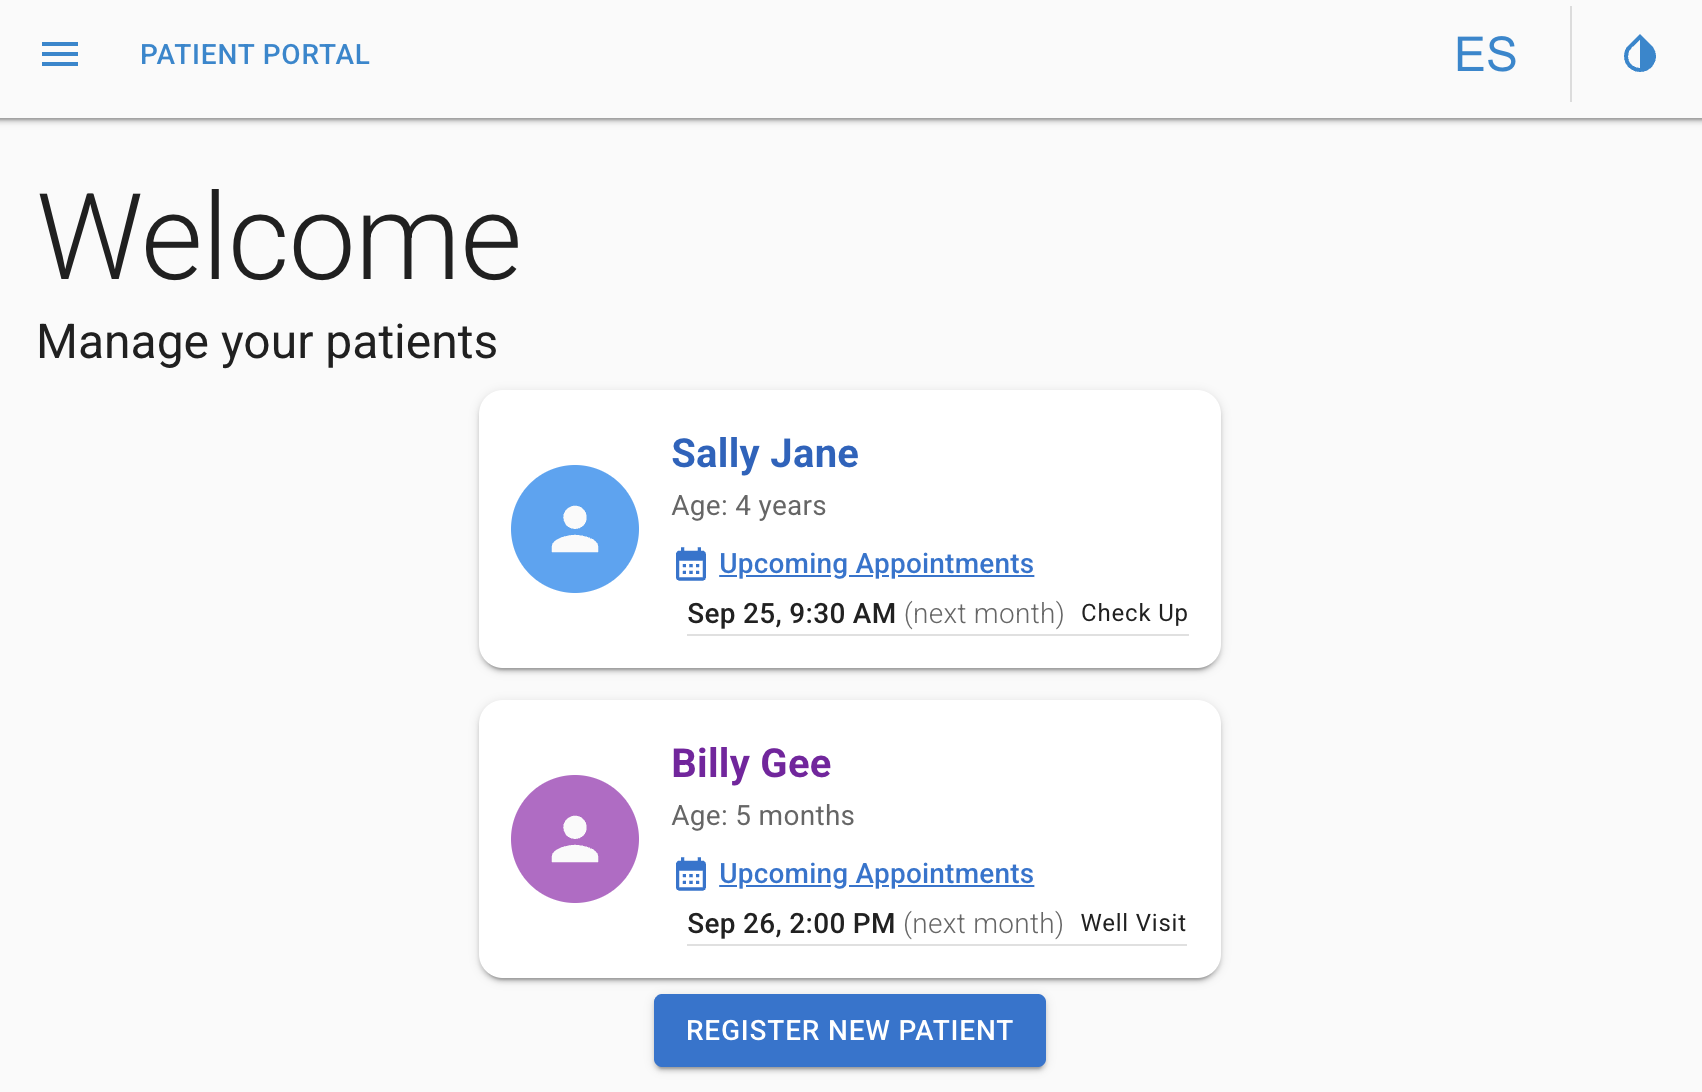 PATIENT PORTAL
ES
Welcome
Manage your patients
Sally Jane
Age: 4 years
Upcoming Appointments
Sep 25, 9:30 AM (next month) Check Up
Billy Gee
Age: 5 months
Upcoming Appointments
Sep 26, 2:00 PM (next month) Well Visit
REGISTER NEW PATIENT